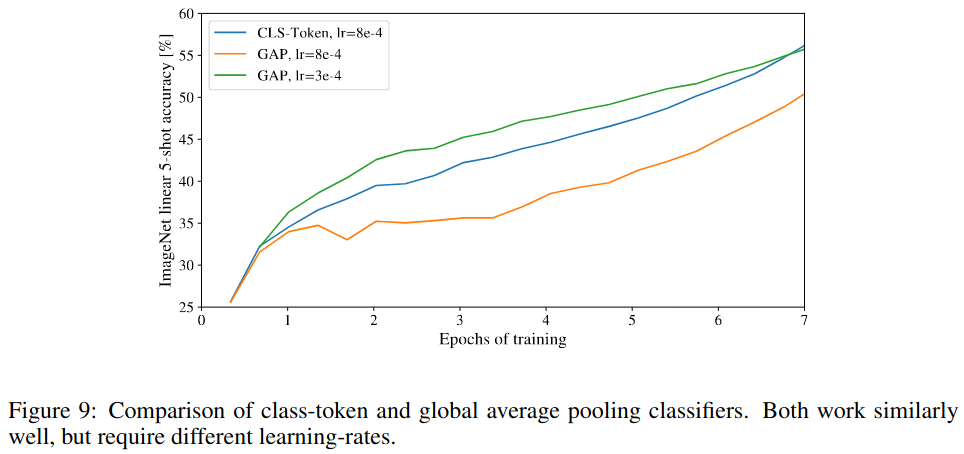 60
55
50
45
40
35
30
25
ImageNet linear 5-shot accuracy [%]
CLS-Token, lr=8e-4
GAP, lr=8e-4
GAP, lr=3e-4
0 1 2 3 4 5 6 7
Epochs of training
Figure 9: Comparison of class-token and global average pooling classifiers. Both work similarly
well, but require different learning-rates.